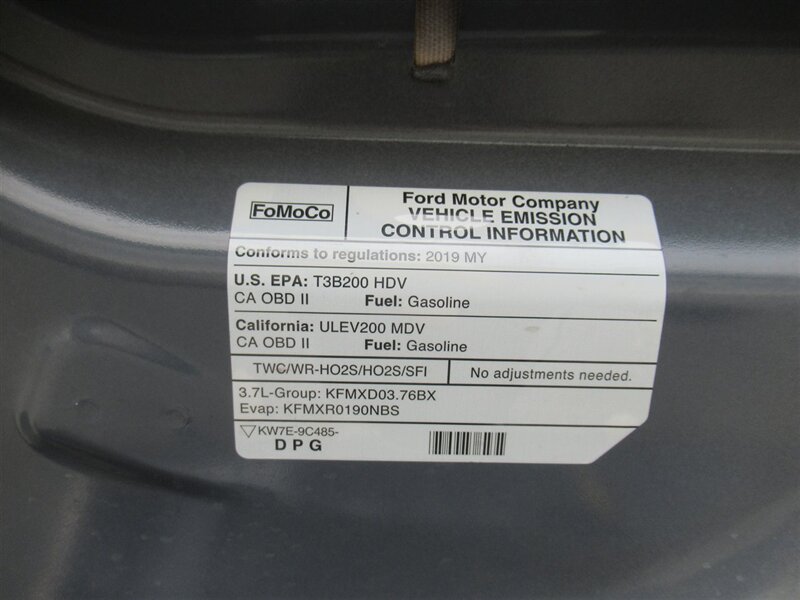 FoMoCo
Ford Motor Company
VEHICLE EMISSION
CONTROL INFORMATION
Conforms to regulations: 2019 MY
U.S. EPA: T3B200 HDV
CA OBD II Fuel: Gasoline
California: ULEV200 MDV
CA OBD II Fuel: Gasoline
TWC/WR-HO2S/HO2S/SFI No adjustments needed.
3.7L-Group: KFMXD03.76BX
Evap: KFMXR0190NBS
KW7E-9C485-
D P G